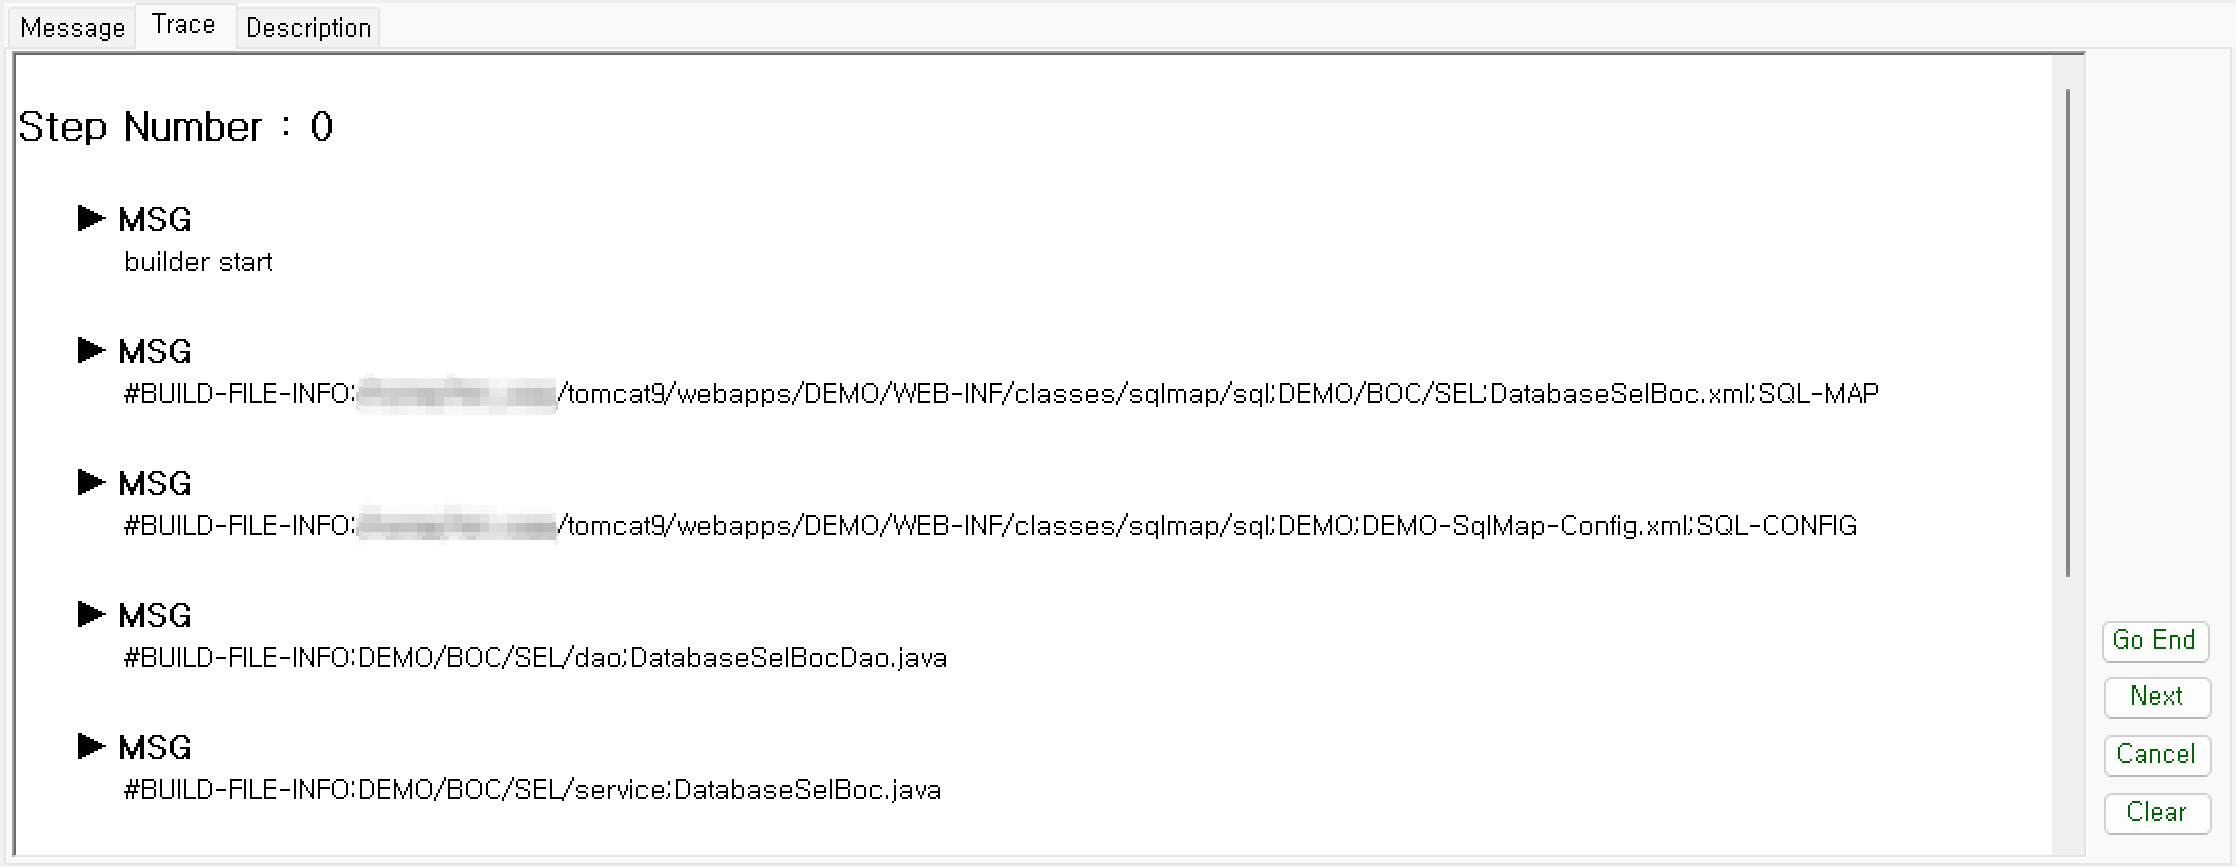 Message Trace Description
Step Number : 0
▶ MSG
builder start
▶ MSG
#BUILD-FILE-INFO; /tomcat9/webapps/DEMO/WEB-INF/classes/sqlmap/sql;DEMO/BOC/SEL;DatabaseSelBoc.xml;SQL-MAP
▶ MSG
#BUILD-FILE-INFO; /tomcat9/webapps/DEMO/WEB-INF/classes/sqlmap/sql;DEMO;DEMO-SqlMap-Config.xml;SQL-CONFIG
▶ MSG
#BUILD-FILE-INFO;DEMO/BOC/SEL/dao;DatabaseSelBocDao.java
▶ MSG
#BUILD-FILE-INFO;DEMO/BOC/SEL/service;DatabaseSelBoc.java
Go End
Next
Cancel
Clear